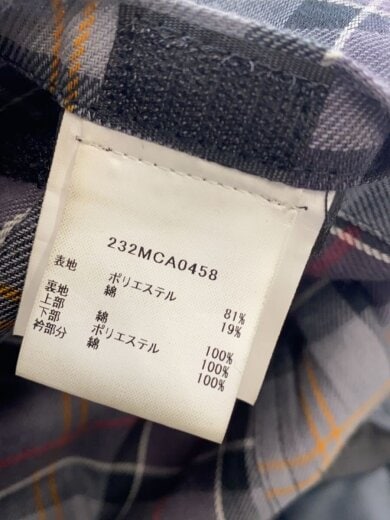 232MCA0458
表地 ポリエステル 81%
綿 19%
裏地
上部 綿 100%
下部 ポリエステル 100%
衿部分 綿 100%